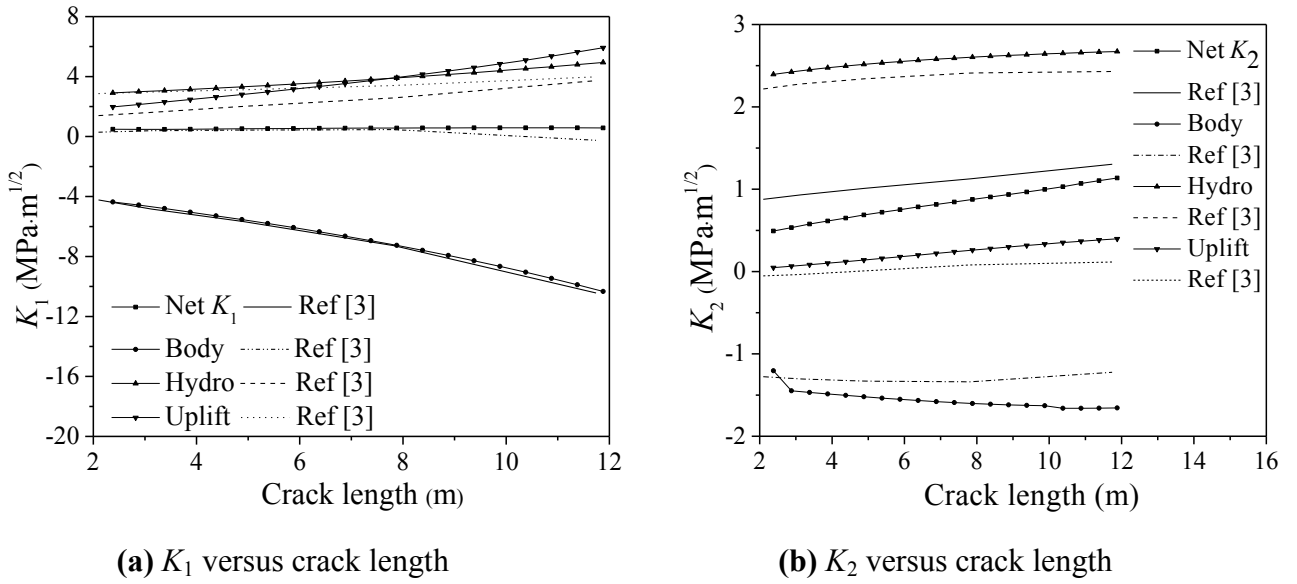 8
4
0
-4
-8
-12
-16
-20
K1 (MPa·m1/2)
Net K1 Ref [3]
Body Ref [3]
Hydro Ref [3]
Uplift Ref [3]
2 4 6 8 10 12
Crack length (m)
(a) K1 versus crack length
3
2
1
0
-1
-2
K2 (MPa·m1/2)
Net K2
Ref [3]
Body
Ref [3]
Hydro
Ref [3]
Uplift
Ref [3]
2 4 6 8 10 12 14 16
Crack length (m)
(b) K2 versus crack length